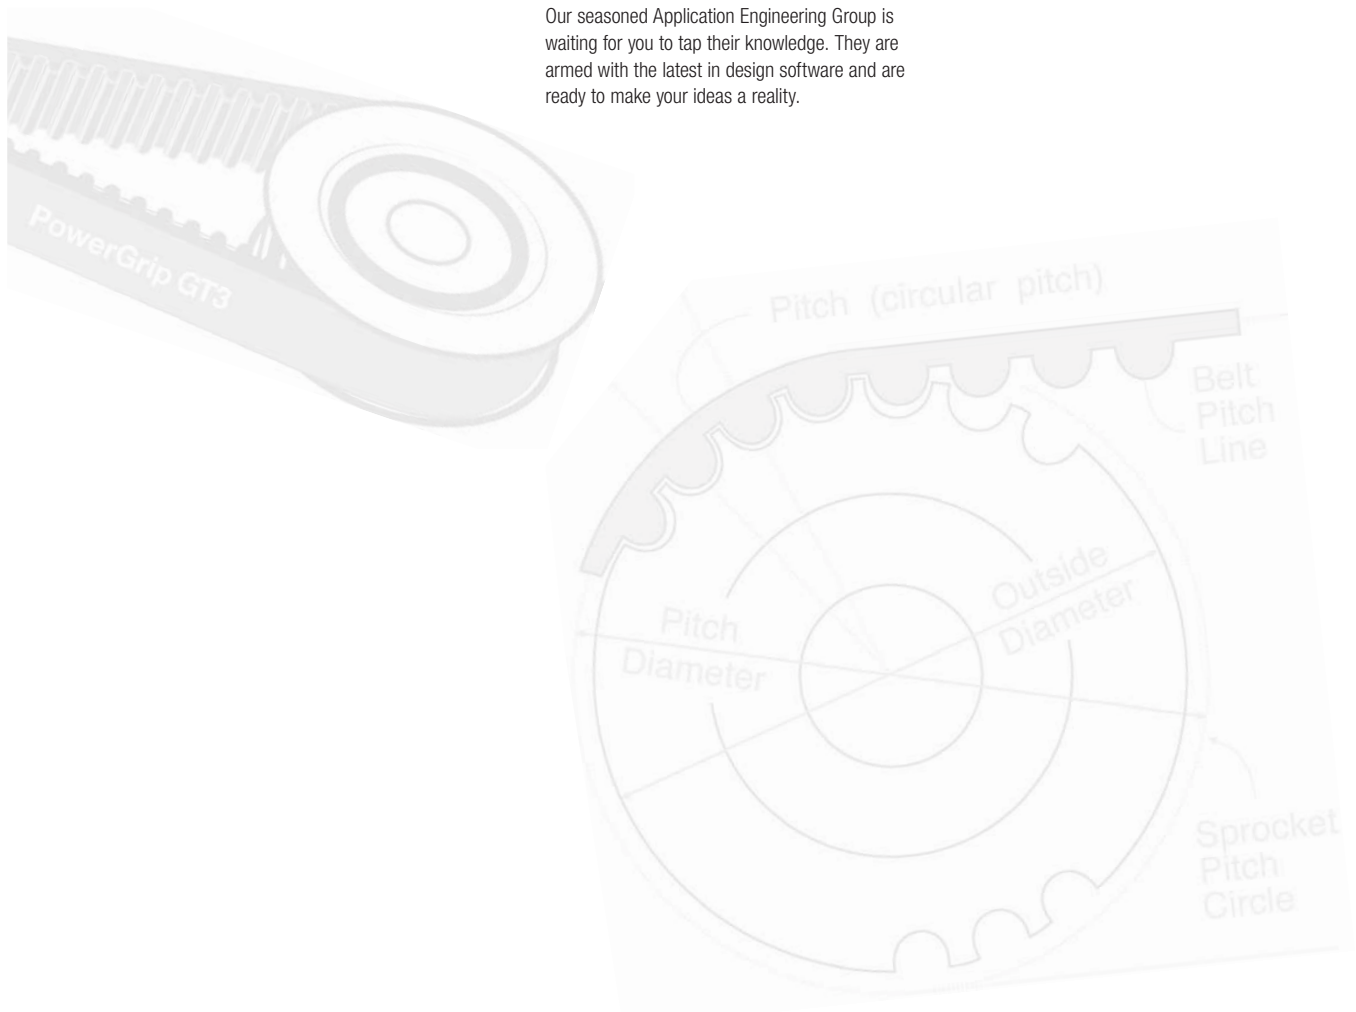 Our seasoned Application Engineering Group is
waiting for you to tap their knowledge. They are
armed with the latest in design software and are
ready to make your ideas a reality.
PowerGrip GT3
Pitch (circular pitch)
Belt
Pitch
Line
Outside
Diameter
Pitch
Diameter
Sprocket
Pitch
Circle